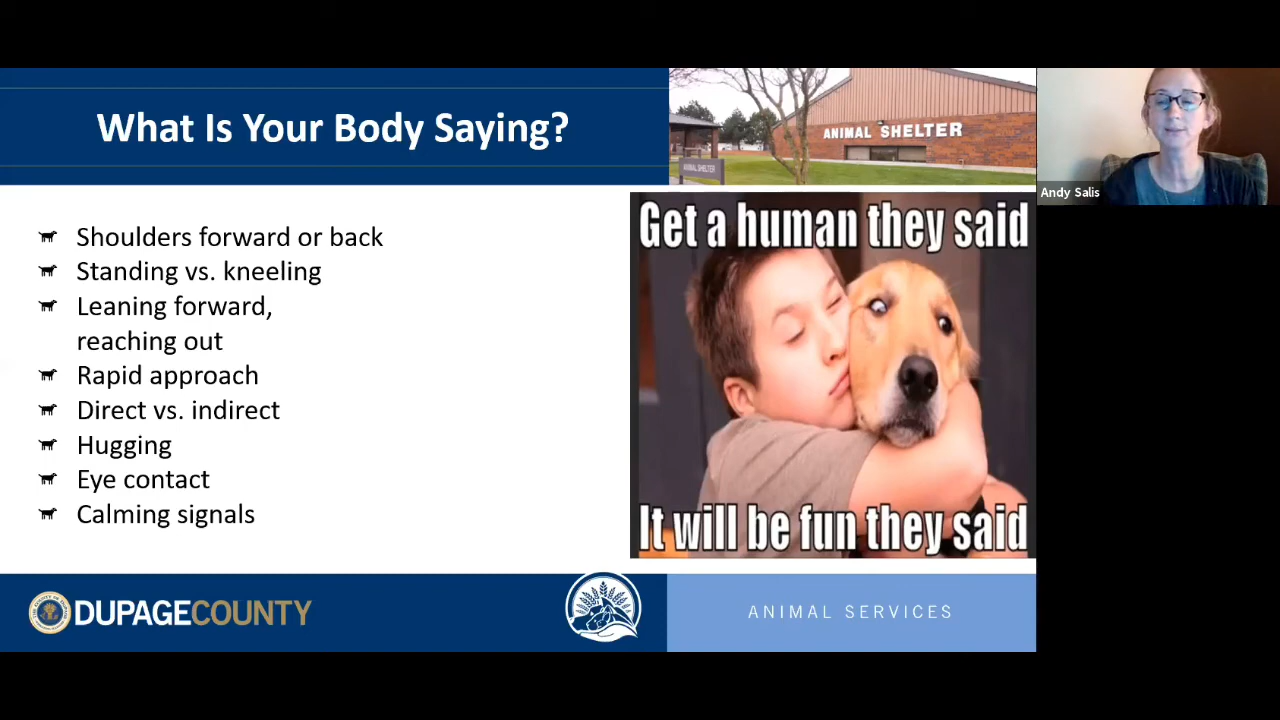 What Is Your Body Saying?
ANIMAL SHELTER
ANIMAL SHELTER
Andy Salis
Shoulders forward or back
Standing vs. kneeling
Leaning forward,
reaching out
Rapid approach
Direct vs. indirect
Hugging
Eye contact
Calming signals
Get a human they said
It will be fun they said
DUPAGECOUNTY
ANIMAL SERVICES